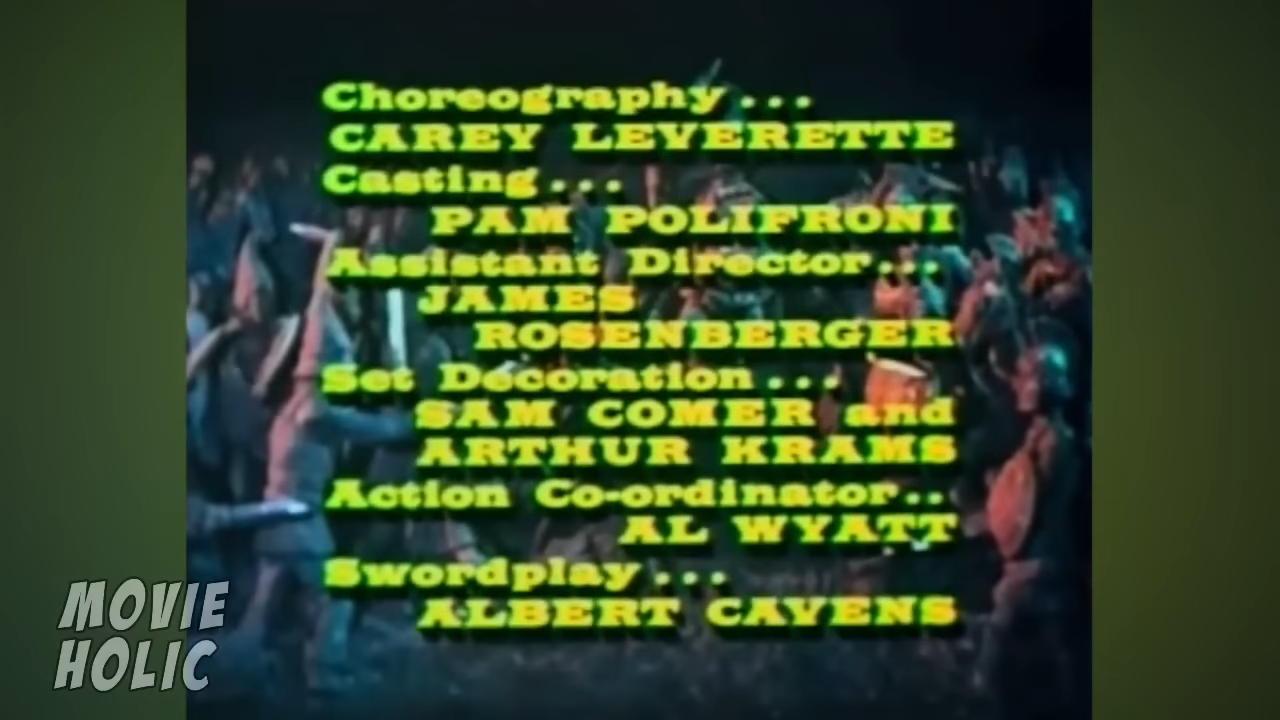 Choreography...
CAREY LEVERETTE
Casting...
PAM POLIFRONI
Assistant Director...
JAMES
ROSENBERGER
Set Decoration...
SAM COMER and
ARTHUR KRAMS
Action Co-ordinator..
AL WYATT
Swordplay...
ALBERT CAVENS
MOVIE
HOLIC